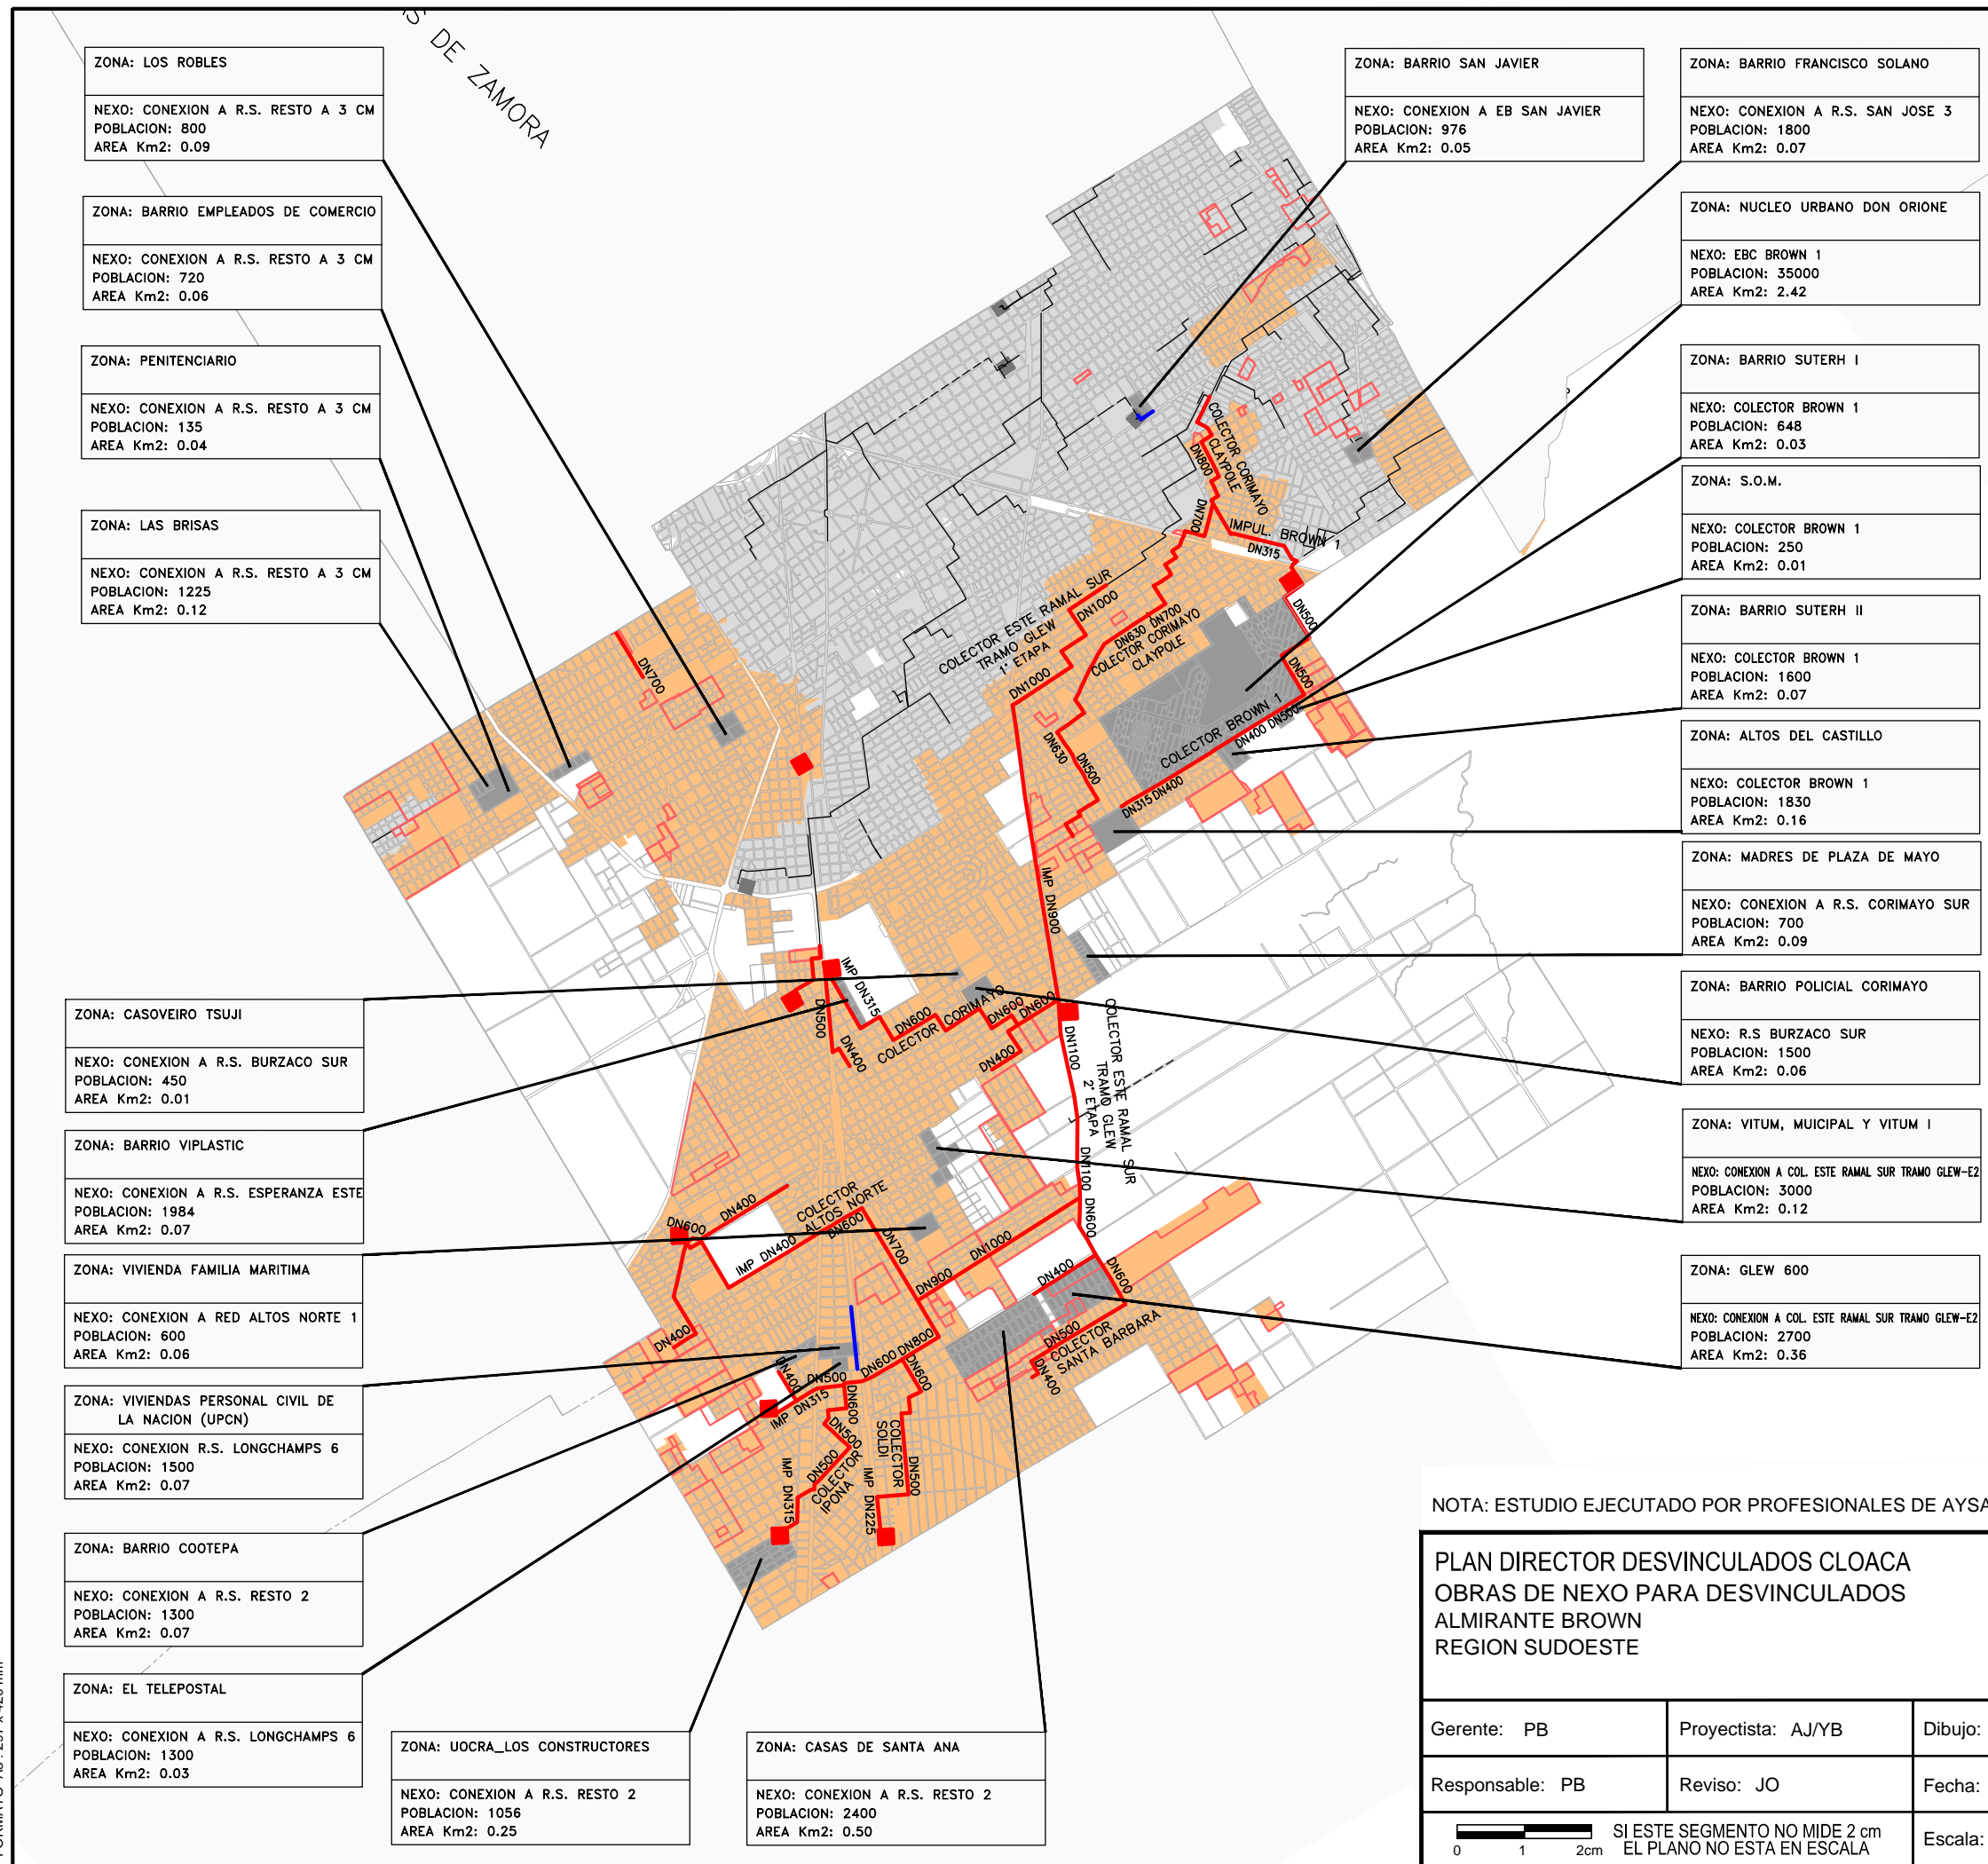 S DE ZAMORA
ZONA: LOS ROBLES
NEXO: CONEXION A R.S. RESTO A 3 CM
POBLACION: 800
AREA Km2: 0.09
ZONA: BARRIO EMPLEADOS DE COMERCIO
NEXO: CONEXION A R.S. RESTO A 3 CM
POBLACION: 720
AREA Km2: 0.06
ZONA: PENITENCIARIO
NEXO: CONEXION A R.S. RESTO A 3 CM
POBLACION: 135
AREA Km2: 0.04
ZONA: LAS BRISAS
NEXO: CONEXION A R.S. RESTO A 3 CM
POBLACION: 1225
AREA Km2: 0.12
ZONA: BARRIO SAN JAVIER
NEXO: CONEXION A EB SAN JAVIER
POBLACION: 976
AREA Km2: 0.05
ZONA: BARRIO FRANCISCO SOLANO
NEXO: CONEXION A R.S. SAN JOSE 3
POBLACION: 1800
AREA Km2: 0.07
ZONA: NUCLEO URBANO DON ORIONE
NEXO: EBC BROWN 1
POBLACION: 35000
AREA Km2: 2.42
ZONA: BARRIO SUTERH I
NEXO: COLECTOR BROWN 1
POBLACION: 648
AREA Km2: 0.03
ZONA: S.O.M.
NEXO: COLECTOR BROWN 1
POBLACION: 250
AREA Km2: 0.01
ZONA: BARRIO SUTERH II
NEXO: COLECTOR BROWN 1
POBLACION: 1600
AREA Km2: 0.07
ZONA: ALTOS DEL CASTILLO
NEXO: COLECTOR BROWN 1
POBLACION: 1830
AREA Km2: 0.16
ZONA: MADRES DE PLAZA DE MAYO
NEXO: CONEXION A R.S. CORIMAYO SUR
POBLACION: 700
AREA Km2: 0.09
ZONA: BARRIO POLICIAL CORIMAYO
NEXO: R.S BURZACO SUR
POBLACION: 1500
AREA Km2: 0.06
ZONA: VITUM, MUICIPAL Y VITUM I
NEXO: CONEXION A COL. ESTE RAMAL SUR TRAMO GLEW-E2
POBLACION: 3000
AREA Km2: 0.12
ZONA: GLEW 600
NEXO: CONEXION A COL. ESTE RAMAL SUR TRAMO GLEW-E2
POBLACION: 2700
AREA Km2: 0.36
ZONA: CASOVEIRO TSUJI
NEXO: CONEXION A R.S. BURZACO SUR
POBLACION: 450
AREA Km2: 0.01
ZONA: BARRIO VIPLASTIC
NEXO: CONEXION A R.S. ESPERANZA ESTE
POBLACION: 1984
AREA Km2: 0.07
ZONA: VIVIENDA FAMILIA MARITIMA
NEXO: CONEXION A RED ALTOS NORTE 1
POBLACION: 600
AREA Km2: 0.06
ZONA: VIVIENDAS PERSONAL CIVIL DE
LA NACION (UPCN)
NEXO: CONEXION R.S. LONGCHAMPS 6
POBLACION: 1500
AREA Km2: 0.07
ZONA: BARRIO COOTEPA
NEXO: CONEXION A R.S. RESTO 2
POBLACION: 1300
AREA Km2: 0.07
ZONA: EL TELEPOSTAL
NEXO: CONEXION A R.S. LONGCHAMPS 6
POBLACION: 1300
AREA Km2: 0.03
ZONA: UOCRA_LOS CONSTRUCTORES
NEXO: CONEXION A R.S. RESTO 2
POBLACION: 1056
AREA Km2: 0.25
ZONA: CASAS DE SANTA ANA
NEXO: CONEXION A R.S. RESTO 2
POBLACION: 2400
AREA Km2: 0.50
COLECTOR CORIMAYO
CLAYPOLE
DN800
DN700
IMPUL. BROWN 1
DN315
DN500
DN500
COLECTOR ESTE RAMAL SUR
TRAMO GLEW
1° ETAPA
DN1000
DN1000
DN630 DN700
COLECTOR CORIMAYO
CLAYPOLE
DN630
DN500
COLECTOR BROWN 1
DN400 DN500
DN315 DN400
DN700
IMP DN900
IMP DN315
DN500
DN400
DN600
COLECTOR CORIMAYO
DN600
DN600
DN400
DN1100
COLECTOR ESTE RAMAL SUR
TRAMO GLEW
2° ETAPA
DN1100 DN600
DN600
DN400
DN600
COLECTOR
ALTOS NORTE
DN600
IMP DN400
DN700
DN1000
DN900
DN400
DN400
DN500
COLECTOR
SANTA BARBARA
DN400
DN600 DN800
DN500
DN400
IMP DN315
DN600
DN600
DN500
DN500
COLECTOR
IPONA
IMP DN315
COLECTOR
SOLDI
DN500
IMP DN225
NOTA: ESTUDIO EJECUTADO POR PROFESIONALES DE AYSA
PLAN DIRECTOR DESVINCULADOS CLOACA
OBRAS DE NEXO PARA DESVINCULADOS
ALMIRANTE BROWN
REGION SUDOESTE
Gerente: PB
Proyectista: AJ/YB
Dibujo:
Responsable: PB
Reviso: JO
Fecha:
0 1 2cm
SI ESTE SEGMENTO NO MIDE 2 cm
EL PLANO NO ESTA EN ESCALA
Escala: